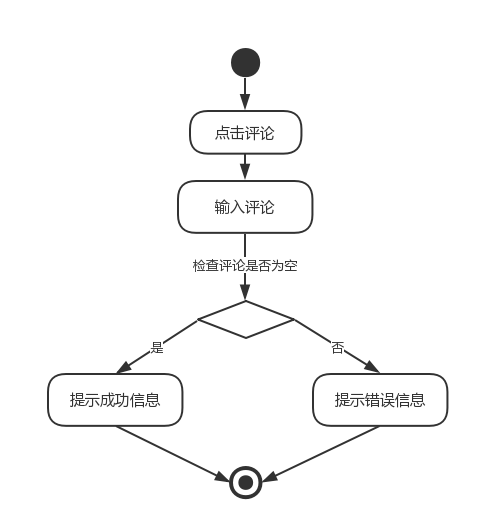 点击评论
输入评论
检查评论是否为空
是
否
提示成功信息
提示错误信息